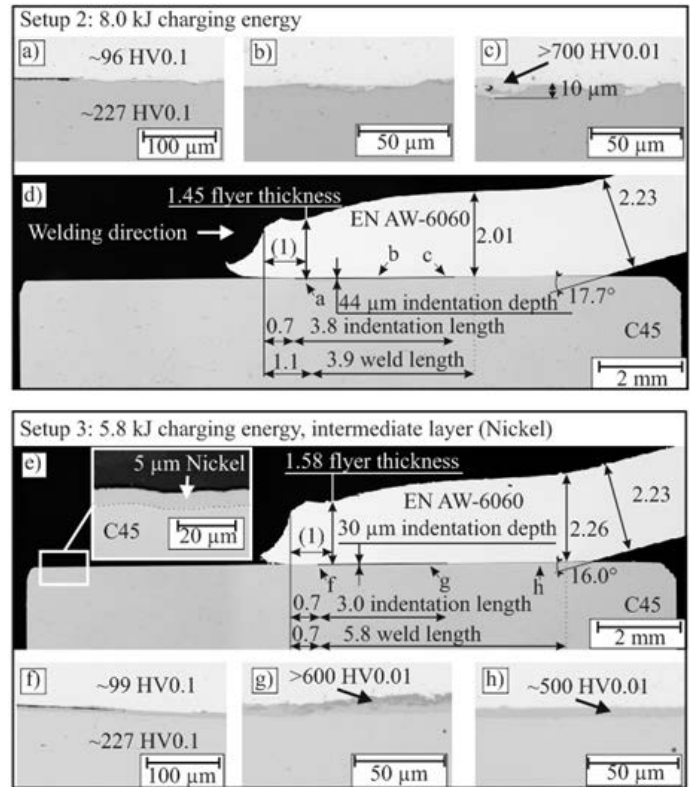 Setup 2: 8.0 kJ charging energy
a)
~96 HV0.1
~227 HV0.1
100 µm
b)
50 µm
c)
>700 HV0.01
10 µm
50 µm
d)
1.45 flyer thickness
EN AW-6060
2.23
Welding direction
(1)
b
c
2.01
a
44 µm indentation depth
17.7°
0.7
3.8 indentation length
C45
1.1
3.9 weld length
2 mm
Setup 3: 5.8 kJ charging energy, intermediate layer (Nickel)
e)
5 µm Nickel
C45
20 µm
1.58 flyer thickness
EN AW-6060
2.23
(1)
30 µm indentation depth
2.26
f
g
h
16.0°
0.7
3.0 indentation length
C45
0.7
5.8 weld length
2 mm
f)
~99 HV0.1
~227 HV0.1
100 µm
g)
>600 HV0.01
50 µm
h)
~500 HV0.01
50 µm